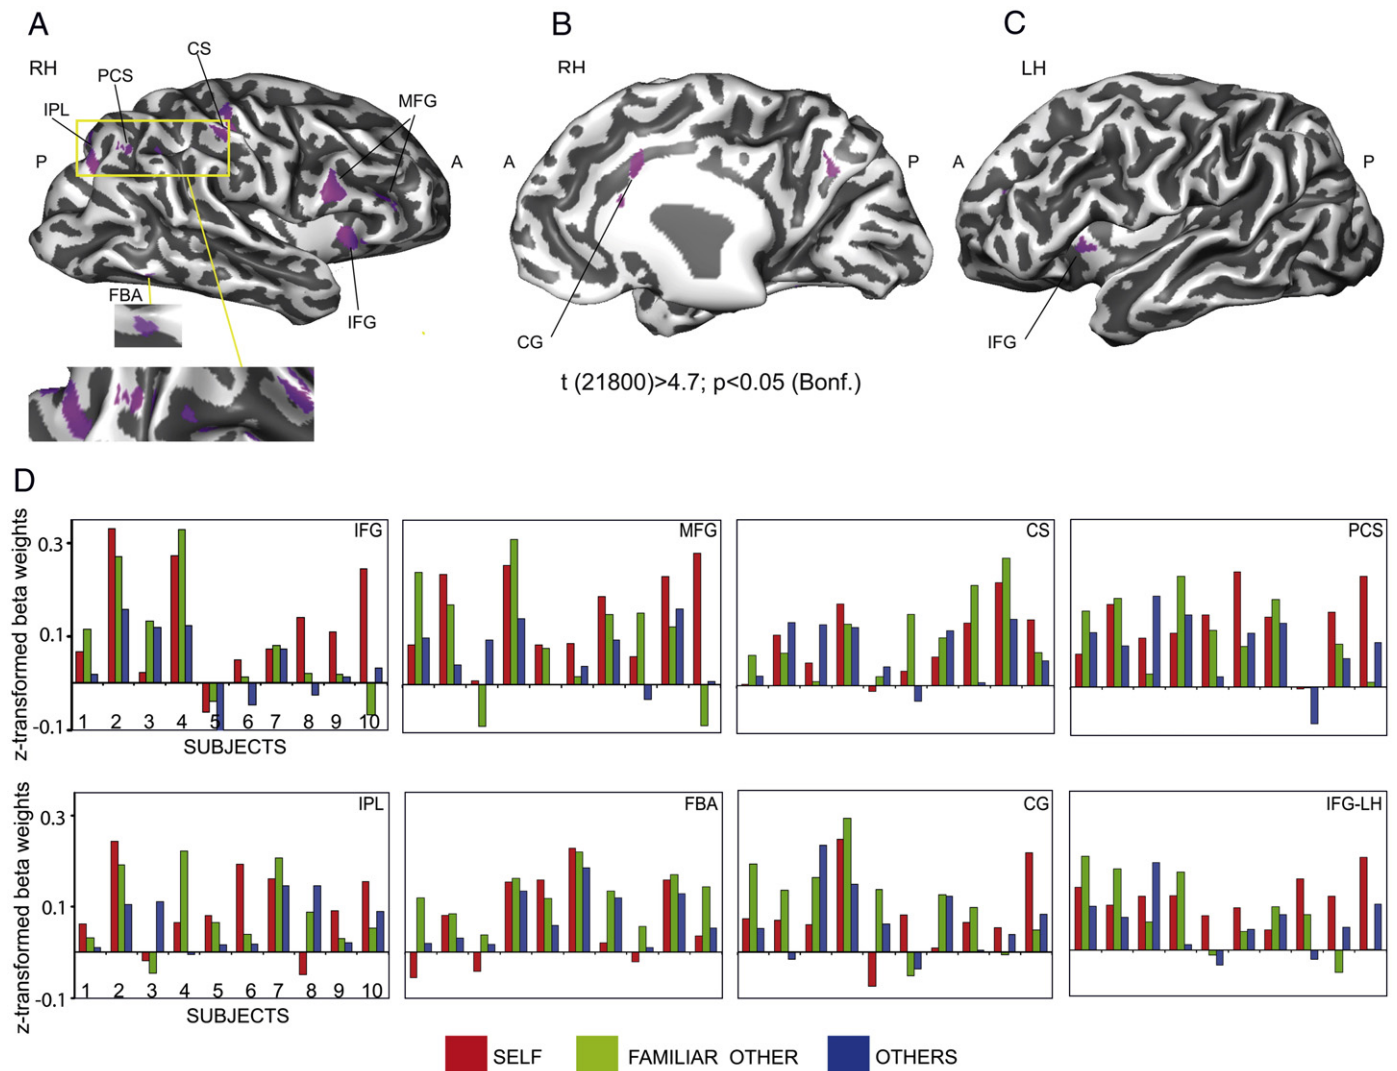 A
B
C
RH
CS
PCS
IPL
MFG
P
A
FBA
IFG
RH
A
P
CG
LH
A
P
IFG
t (21800)>4.7; p<0.05 (Bonf.)
D
z-transformed beta weights
0.3
0.1
-0.1
IFG
1 2 3 4 5 6 7 8 9 10
SUBJECTS
MFG
CS
PCS
z-transformed beta weights
0.3
0.1
-0.1
IPL
1 2 3 4 5 6 7 8 9 10
SUBJECTS
FBA
CG
IFG-LH
SELF FAMILIAR OTHER OTHERS